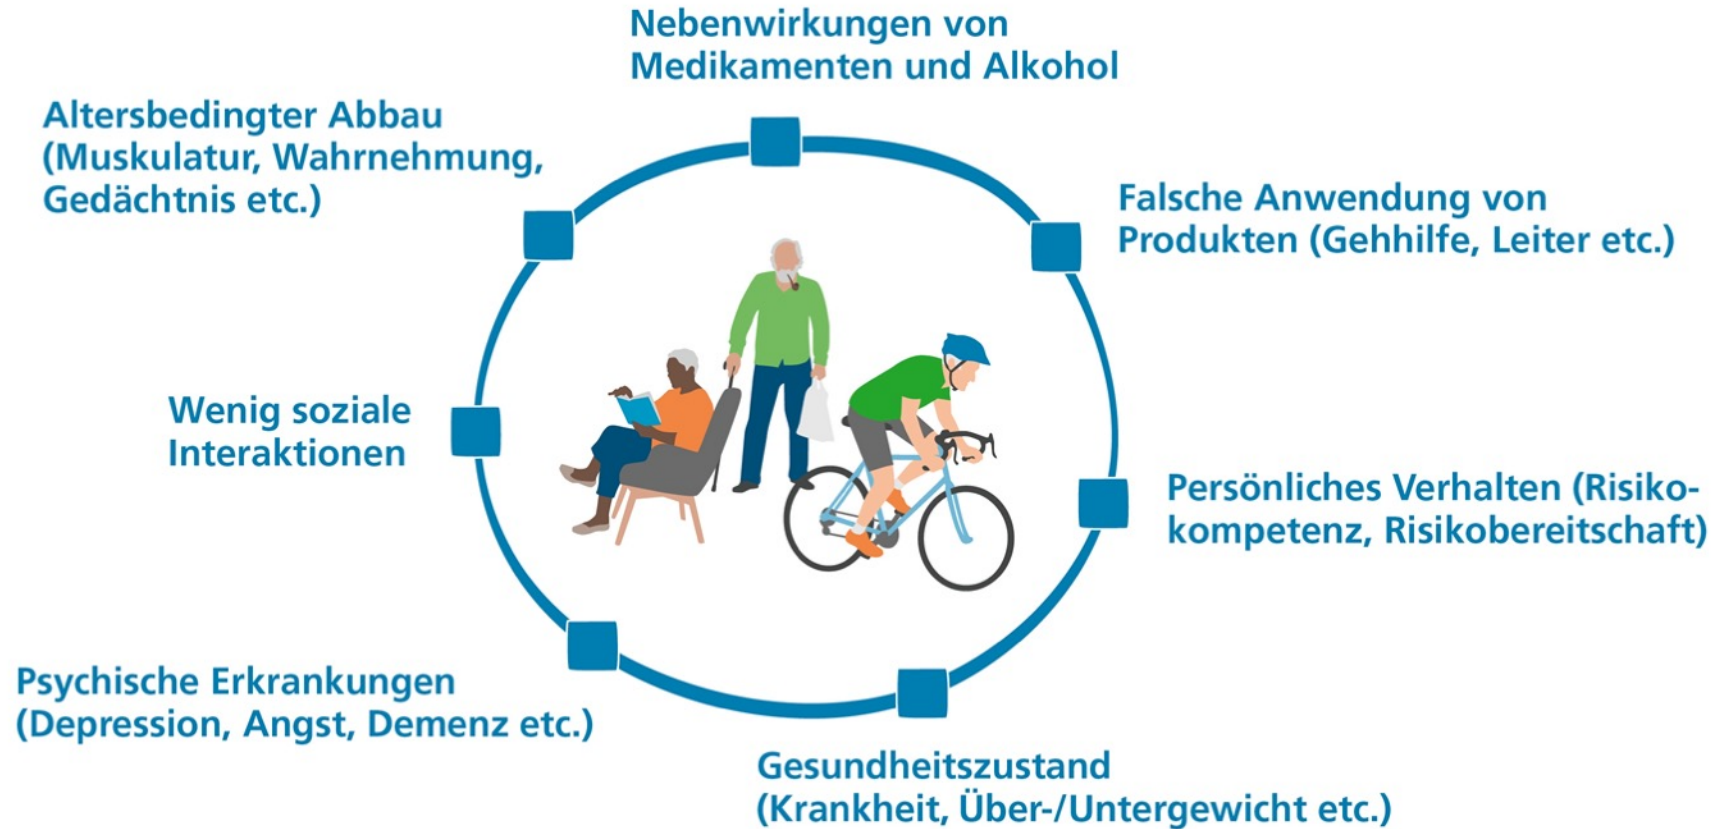 Nebenwirkungen von
Medikamenten und Alkohol
Altersbedingter Abbau
(Muskulatur, Wahrnehmung,
Gedächtnis etc.)
Falsche Anwendung von
Produkten (Gehhilfe, Leiter etc.)
Wenig soziale
Interaktionen
Persönliches Verhalten (Risiko-
kompetenz, Risikobereitschaft)
Psychische Erkrankungen
(Depression, Angst, Demenz etc.)
Gesundheitszustand
(Krankheit, Über-/Untergewicht etc.)